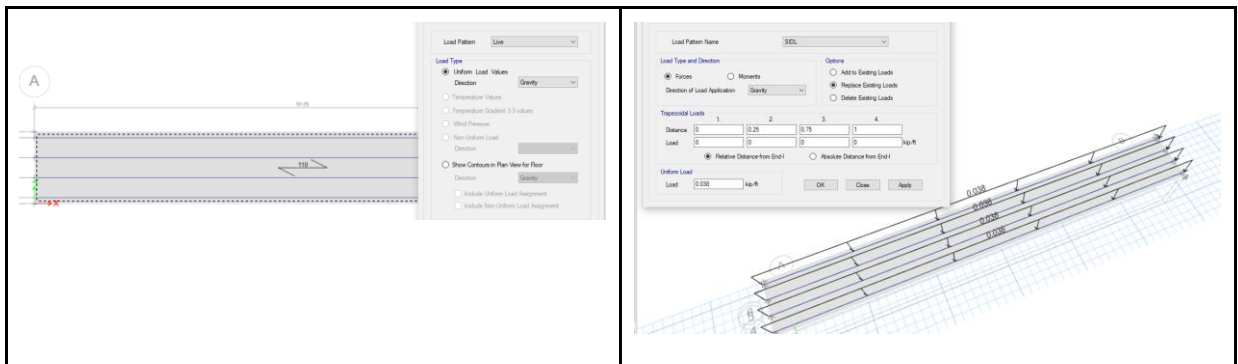 Load Pattern Live
Load Type
Uniform Load Values
Direction Gravity
Temperature Values
Temperature Gradient 3-3 values
Wind Pressure
Non-Uniform Load
Direction
Show Contours in Plan View for Floor
Direction Gravity
Include Uniform Load Assignment
Include Non-Uniform Load Assignment
A
110
X
Load Pattern Name SIDL
Load Type and Direction
Forces Moments
Direction of Load Application Gravity
Options
Add to Existing Loads
Replace Existing Loads
Delete Existing Loads
Trapezoidal Loads
1. 2. 3. 4.
Distance 0. 0.25 0.75 1
Load 0 0 0 0 kip/ft
Relative Distance from End-I Absolute Distance from End-I
Uniform Load
Load 0.038 kip/ft
OK Close Apply
0.038
0.038
0.038
0.038
A